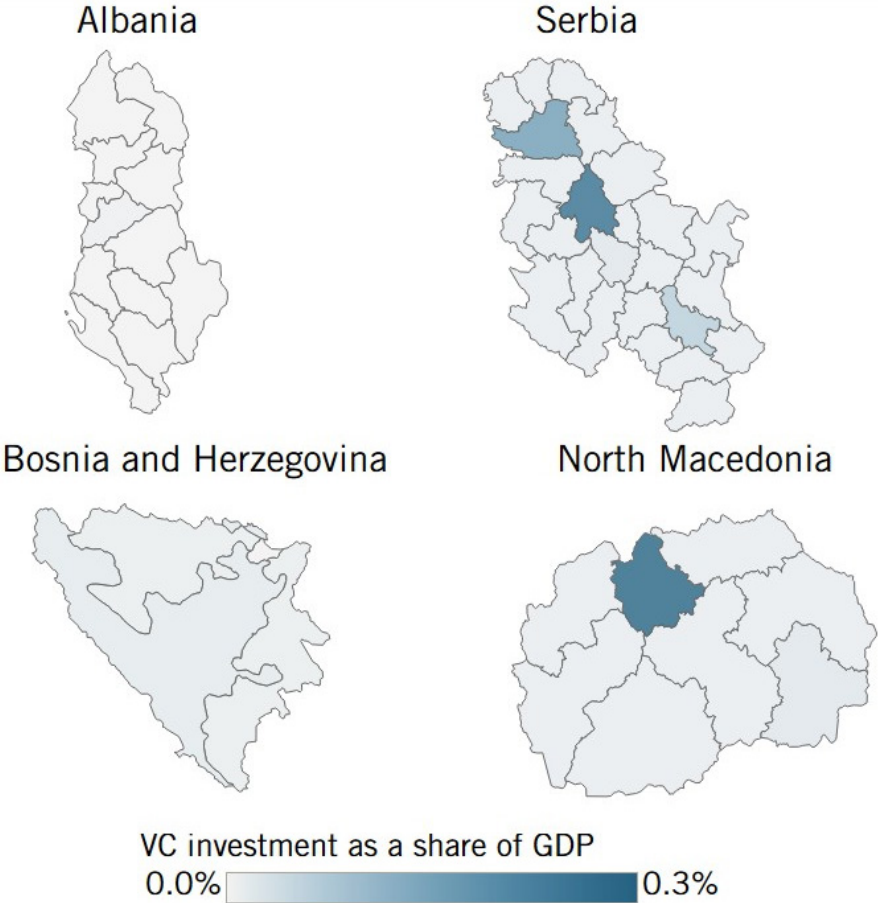 Albania
Serbia
Bosnia and Herzegovina
North Macedonia
VC investment as a share of GDP
0.0%
0.3%